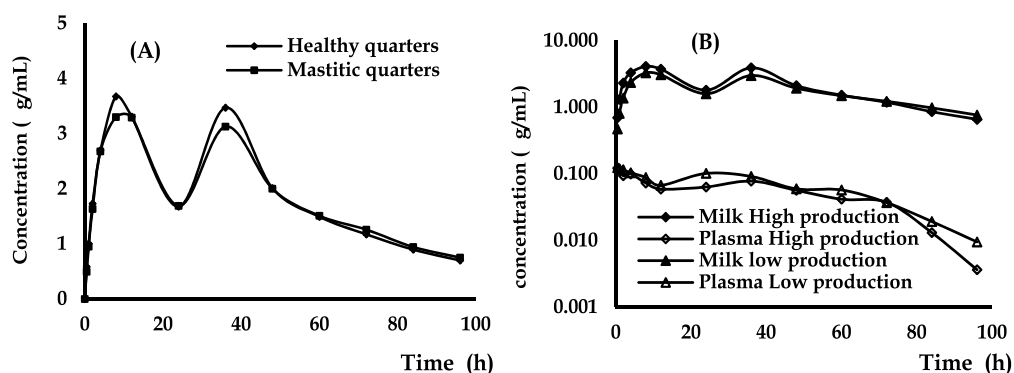 (A)
Healthy quarters
Mastitic quarters
Concentration ( g/mL)
5
4
3
2
1
0
0 20 40 60 80 100
Time (h)
(B)
concentration ( g/mL)
10.000
1.000
0.100
0.010
0.001
Milk High production
Plasma High production
Milk low production
Plasma Low production
0 20 40 60 80 100
Time (h)